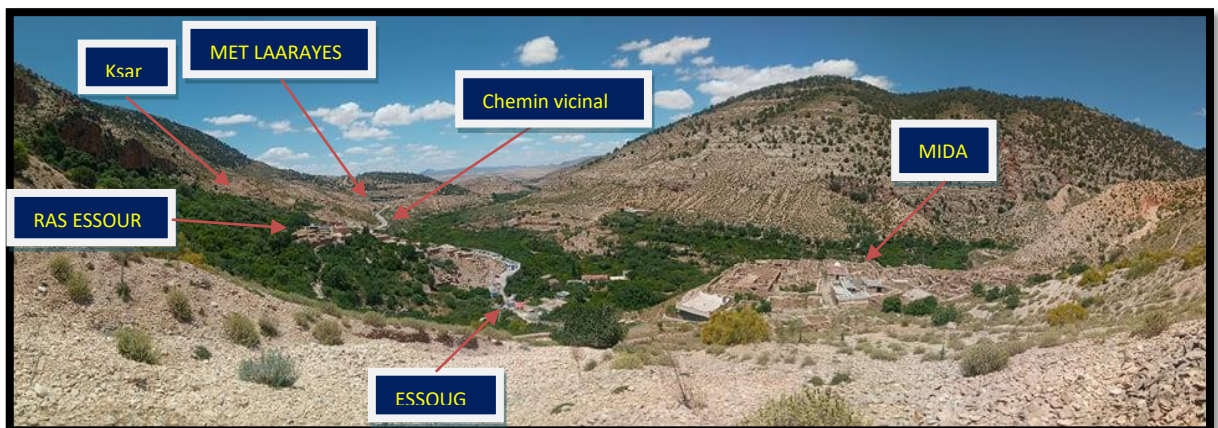 MET LAARAYES
Ksar
Chemin vicinal
MIDA
RAS ESSOUR
ESSOUG